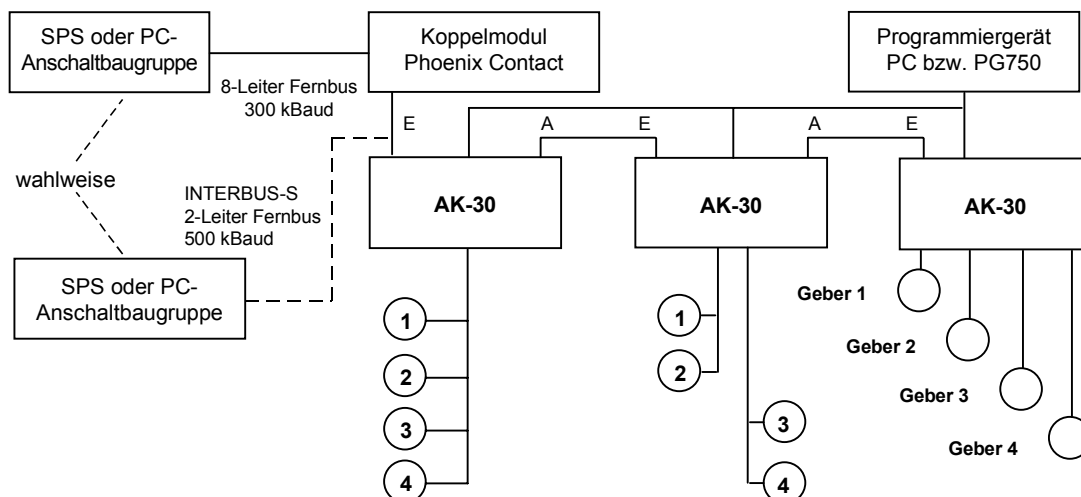 SPS oder PC-
Anschaltbaugruppe
Koppelmodul
Phoenix Contact
Programmiergerät
PC bzw. PG750
8-Leiter Fernbus
300 kBaud
E
A
E
A
E
wahlweise
INTERBUS-S
2-Leiter Fernbus
500 kBaud
AK-30
AK-30
AK-30
SPS oder PC-
Anschaltbaugruppe
1
2
3
4
1
2
3
4
Geber 1
Geber 2
Geber 3
Geber 4